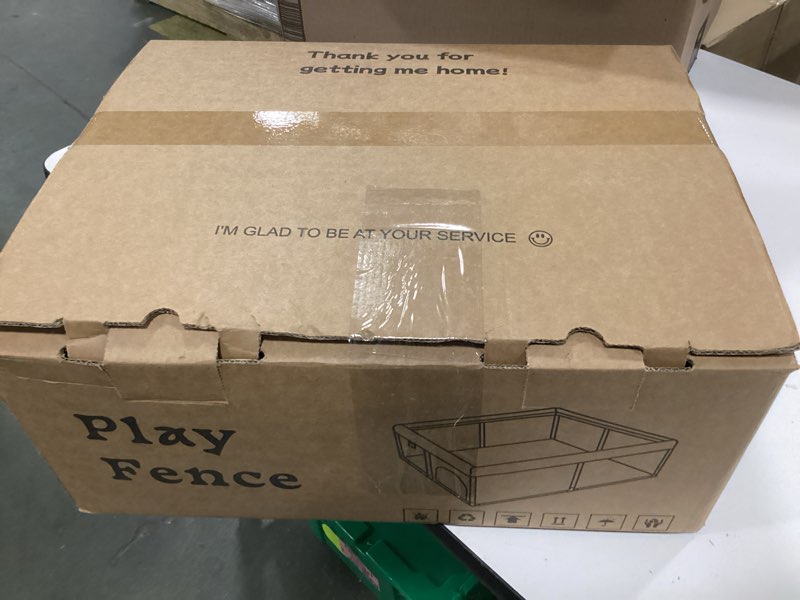 Thank you for
getting me home!
I'M GLAD TO BE AT YOUR SERVICE
Play
Fence